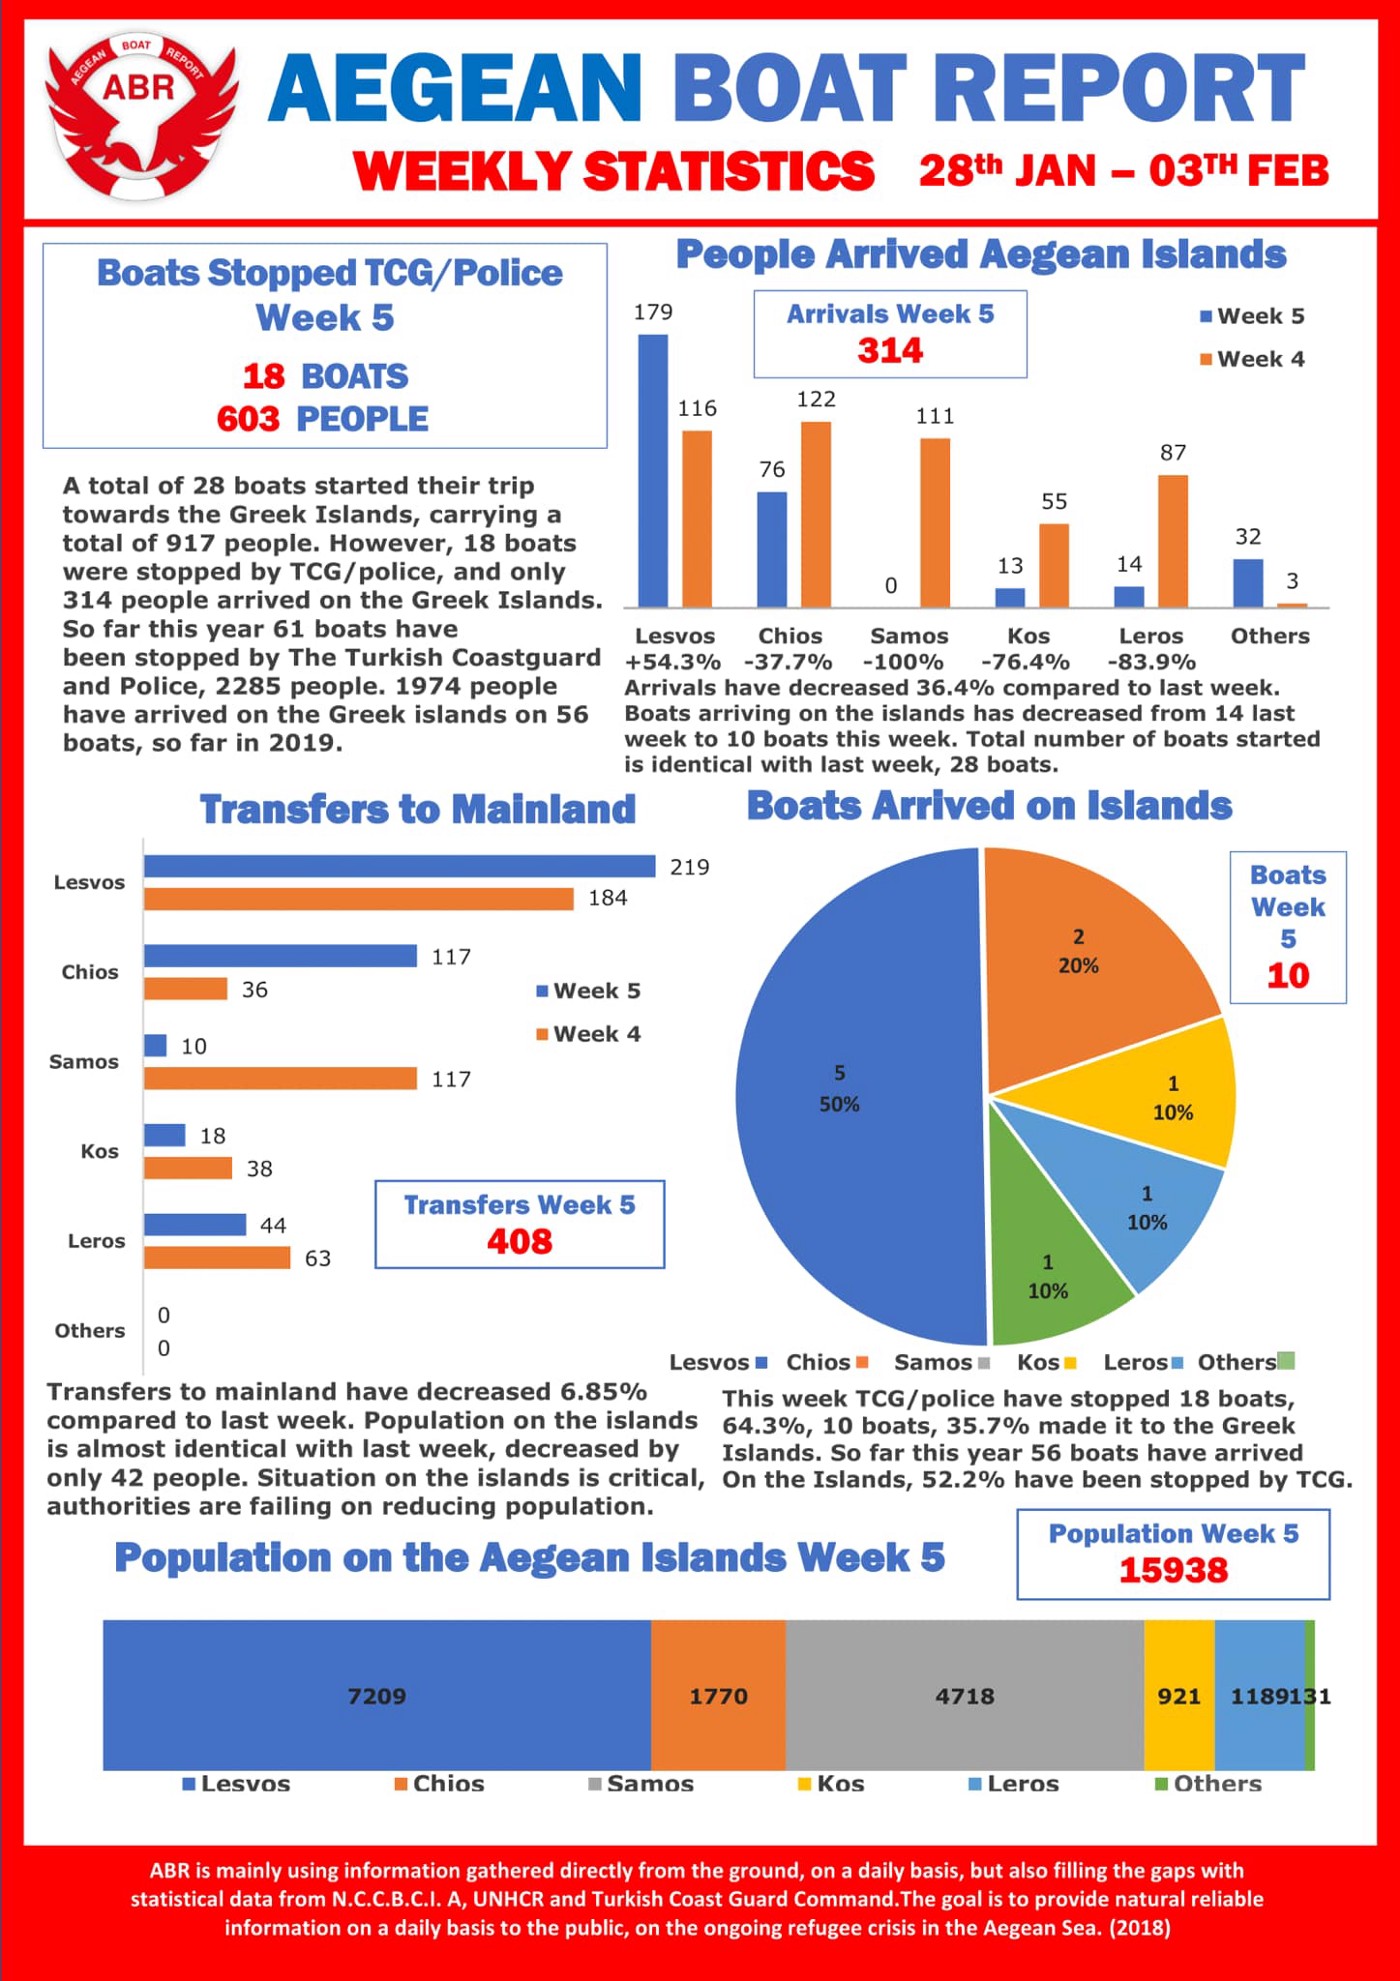 AEGEAN BOAT REPORT
ABR
AEGEAN BOAT REPORT
WEEKLY STATISTICS 28th JAN – 03TH FEB
Boats Stopped TCG/Police
Week 5
18 BOATS
603 PEOPLE
A total of 28 boats started their trip
towards the Greek Islands, carrying a
total of 917 people. However, 18 boats
were stopped by TCG/police, and only
314 people arrived on the Greek Islands.
So far this year 61 boats have
been stopped by The Turkish Coastguard
and Police, 2285 people. 1974 people
have arrived on the Greek islands on 56
boats, so far in 2019.
People Arrived Aegean Islands
Arrivals Week 5
314
Week 5
Week 4
179
116
76
122
0
111
13
55
14
87
32
3
Lesvos Chios Samos Kos Leros Others
+54.3% -37.7% -100% -76.4% -83.9%
Arrivals have decreased 36.4% compared to last week.
Boats arriving on the islands has decreased from 14 last
week to 10 boats this week. Total number of boats started
is identical with last week, 28 boats.
Transfers to Mainland
Lesvos
219
184
Chios
117
36
Samos
10
117
Kos
18
38
Leros
44
63
Others
0
0
Week 5
Week 4
Transfers Week 5
408
Transfers to mainland have decreased 6.85%
compared to last week. Population on the islands
is almost identical with last week, decreased by
only 42 people. Situation on the islands is critical,
authorities are failing on reducing population.
Boats Arrived on Islands
Boats
Week
5
10
2
20%
1
10%
1
10%
1
10%
5
50%
Lesvos Chios Samos Kos Leros Others
This week TCG/police have stopped 18 boats,
64.3%, 10 boats, 35.7% made it to the Greek
Islands. So far this year 56 boats have arrived
On the Islands, 52.2% have been stopped by TCG.
Population on the Aegean Islands Week 5
Population Week 5
15938
7209 1770 4718 921 1189 131
Lesvos Chios Samos Kos Leros Others
ABR is mainly using information gathered directly from the ground, on a daily basis, but also filling the gaps with
statistical data from N.C.C.B.C.I. A, UNHCR and Turkish Coast Guard Command.The goal is to provide natural reliable
information on a daily basis to the public, on the ongoing refugee crisis in the Aegean Sea. (2018)